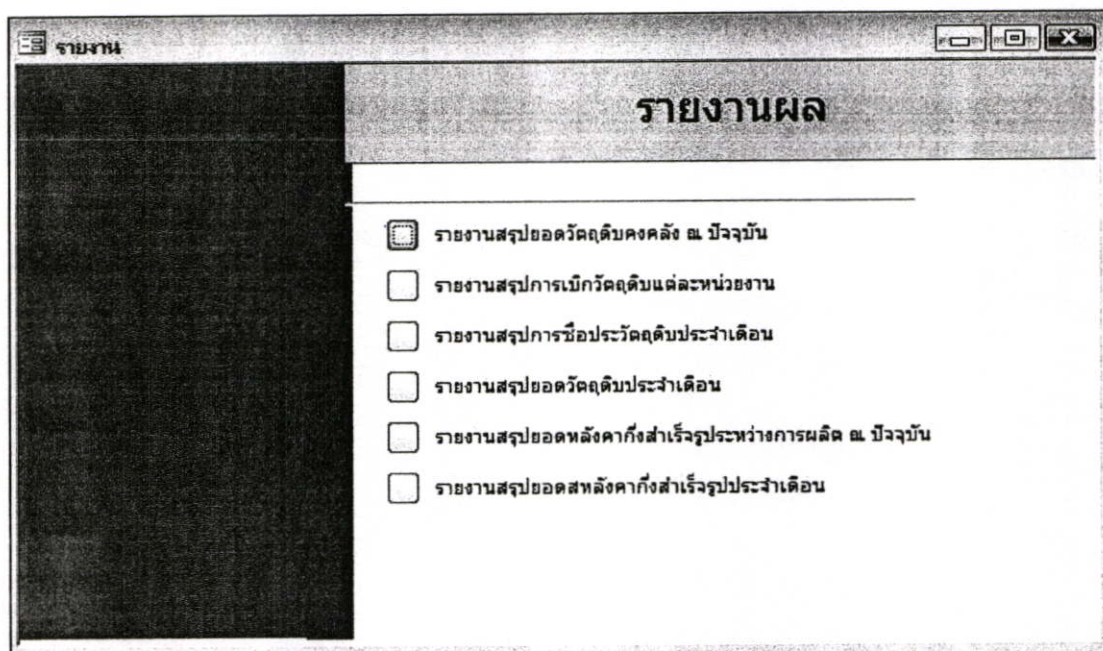 รายงาน
รายงานผล
รายงานสรุปยอดวัตถุดิบคงคลัง ณ ปัจจุบัน
รายงานสรุปการเบิกวัตถุดิบแต่ละหน่วยงาน
รายงานสรุปการซื้อประวัตถุดิบประจำเดือน
รายงานสรุปยอดวัตถุดิบประจำเดือน
รายงานสรุปยอดหลังคากึ่งสำเร็จรูประหว่างการผลิต ณ ปัจจุบัน
รายงานสรุปยอดสหลังคากึ่งสำเร็จรูปประจำเดือน